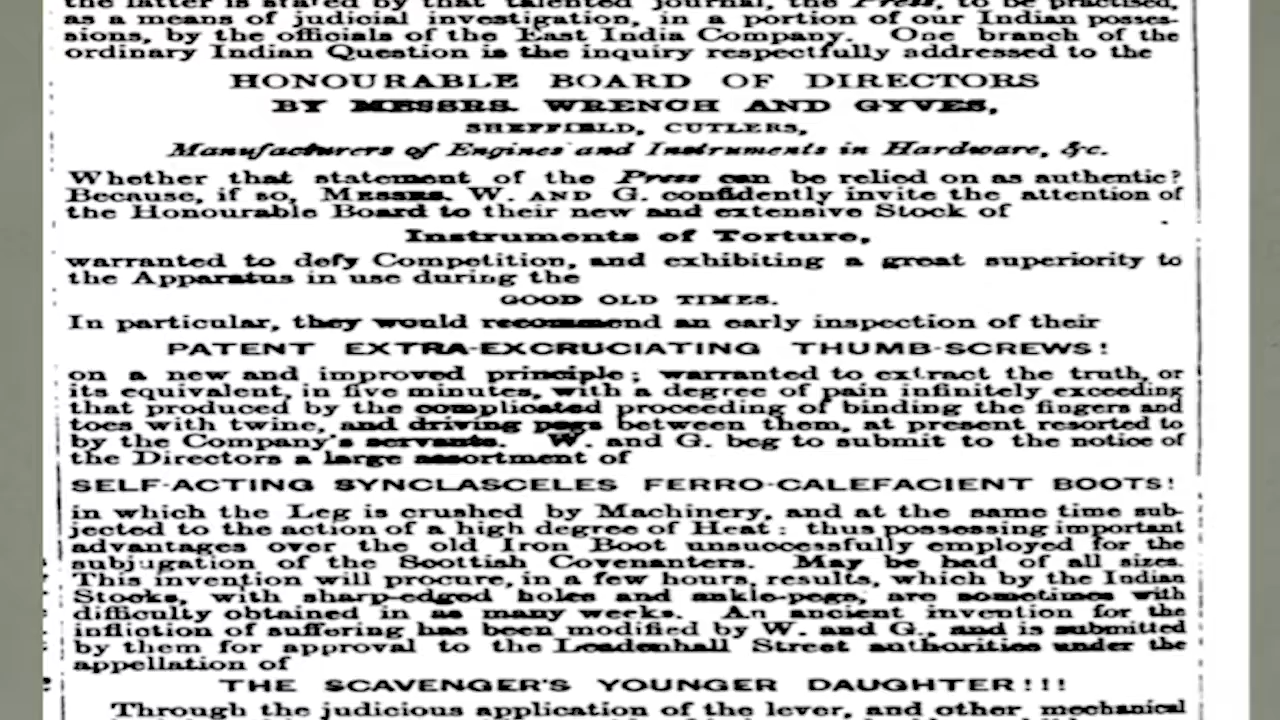 the latter is stated by that talented journal, the Press, to be practised,
as a means of judicial investigation, in a portion of our Indian posses-
sions, by the officials of the East India Company. One branch of the
ordinary Indian Question is the inquiry respectfully addressed to the
HONOURABLE BOARD OF DIRECTORS
BY MESSRS. WRENCH AND GYVES,
SHEFFIELD, CUTLERS,
Manufacturers of Engines and Instruments in Hardware, &c.
Whether that statement of the Press can be relied on as authentic?
Because, if so, MESSRS. W. AND G. confidently invite the attention of
the Honourable Board to their new and extensive Stock of
Instruments of Torture,
warranted to defy Competition, and exhibiting a great superiority to
the Apparatus in use during the
GOOD OLD TIMES.
In particular, they would recommend an early inspection of their
PATENT EXTRA-EXCRUCIATING THUMB-SCREWS!
on a new and improved principle; warranted to extract the truth, or
its equivalent, in five minutes, with a degree of pain infinitely exceeding
that produced by the complicated proceeding of binding the fingers and
toes with twine, and driving pegs between them, at present resorted to
by the Company's servants. W. and G. beg to submit to the notice of
the Directors a large assortment of
SELF-ACTING SYNCLASCELES FERRO-CALEFACIENT BOOTS!
in which the Leg is crushed by Machinery, and at the same time sub-
jected to the action of a high degree of Heat: thus possessing important
advantages over the old Iron Boot unsuccessfully employed for the
subjugation of the Scottish Covenanters. May be had of all sizes.
This invention will procure, in a few hours, results, which by the Indian
Stocks, with sharp-edged holes and ankle-pegs, are sometimes with
difficulty obtained in as many weeks. An ancient invention for the
infliction of suffering has been modified by W. and G., and is submitted
by them for approval to the Leadenhall Street authorities under the
appellation of
THE SCAVENGER'S YOUNGER DAUGHTER!!!
Through the judicious application of the lever, and other mechanical